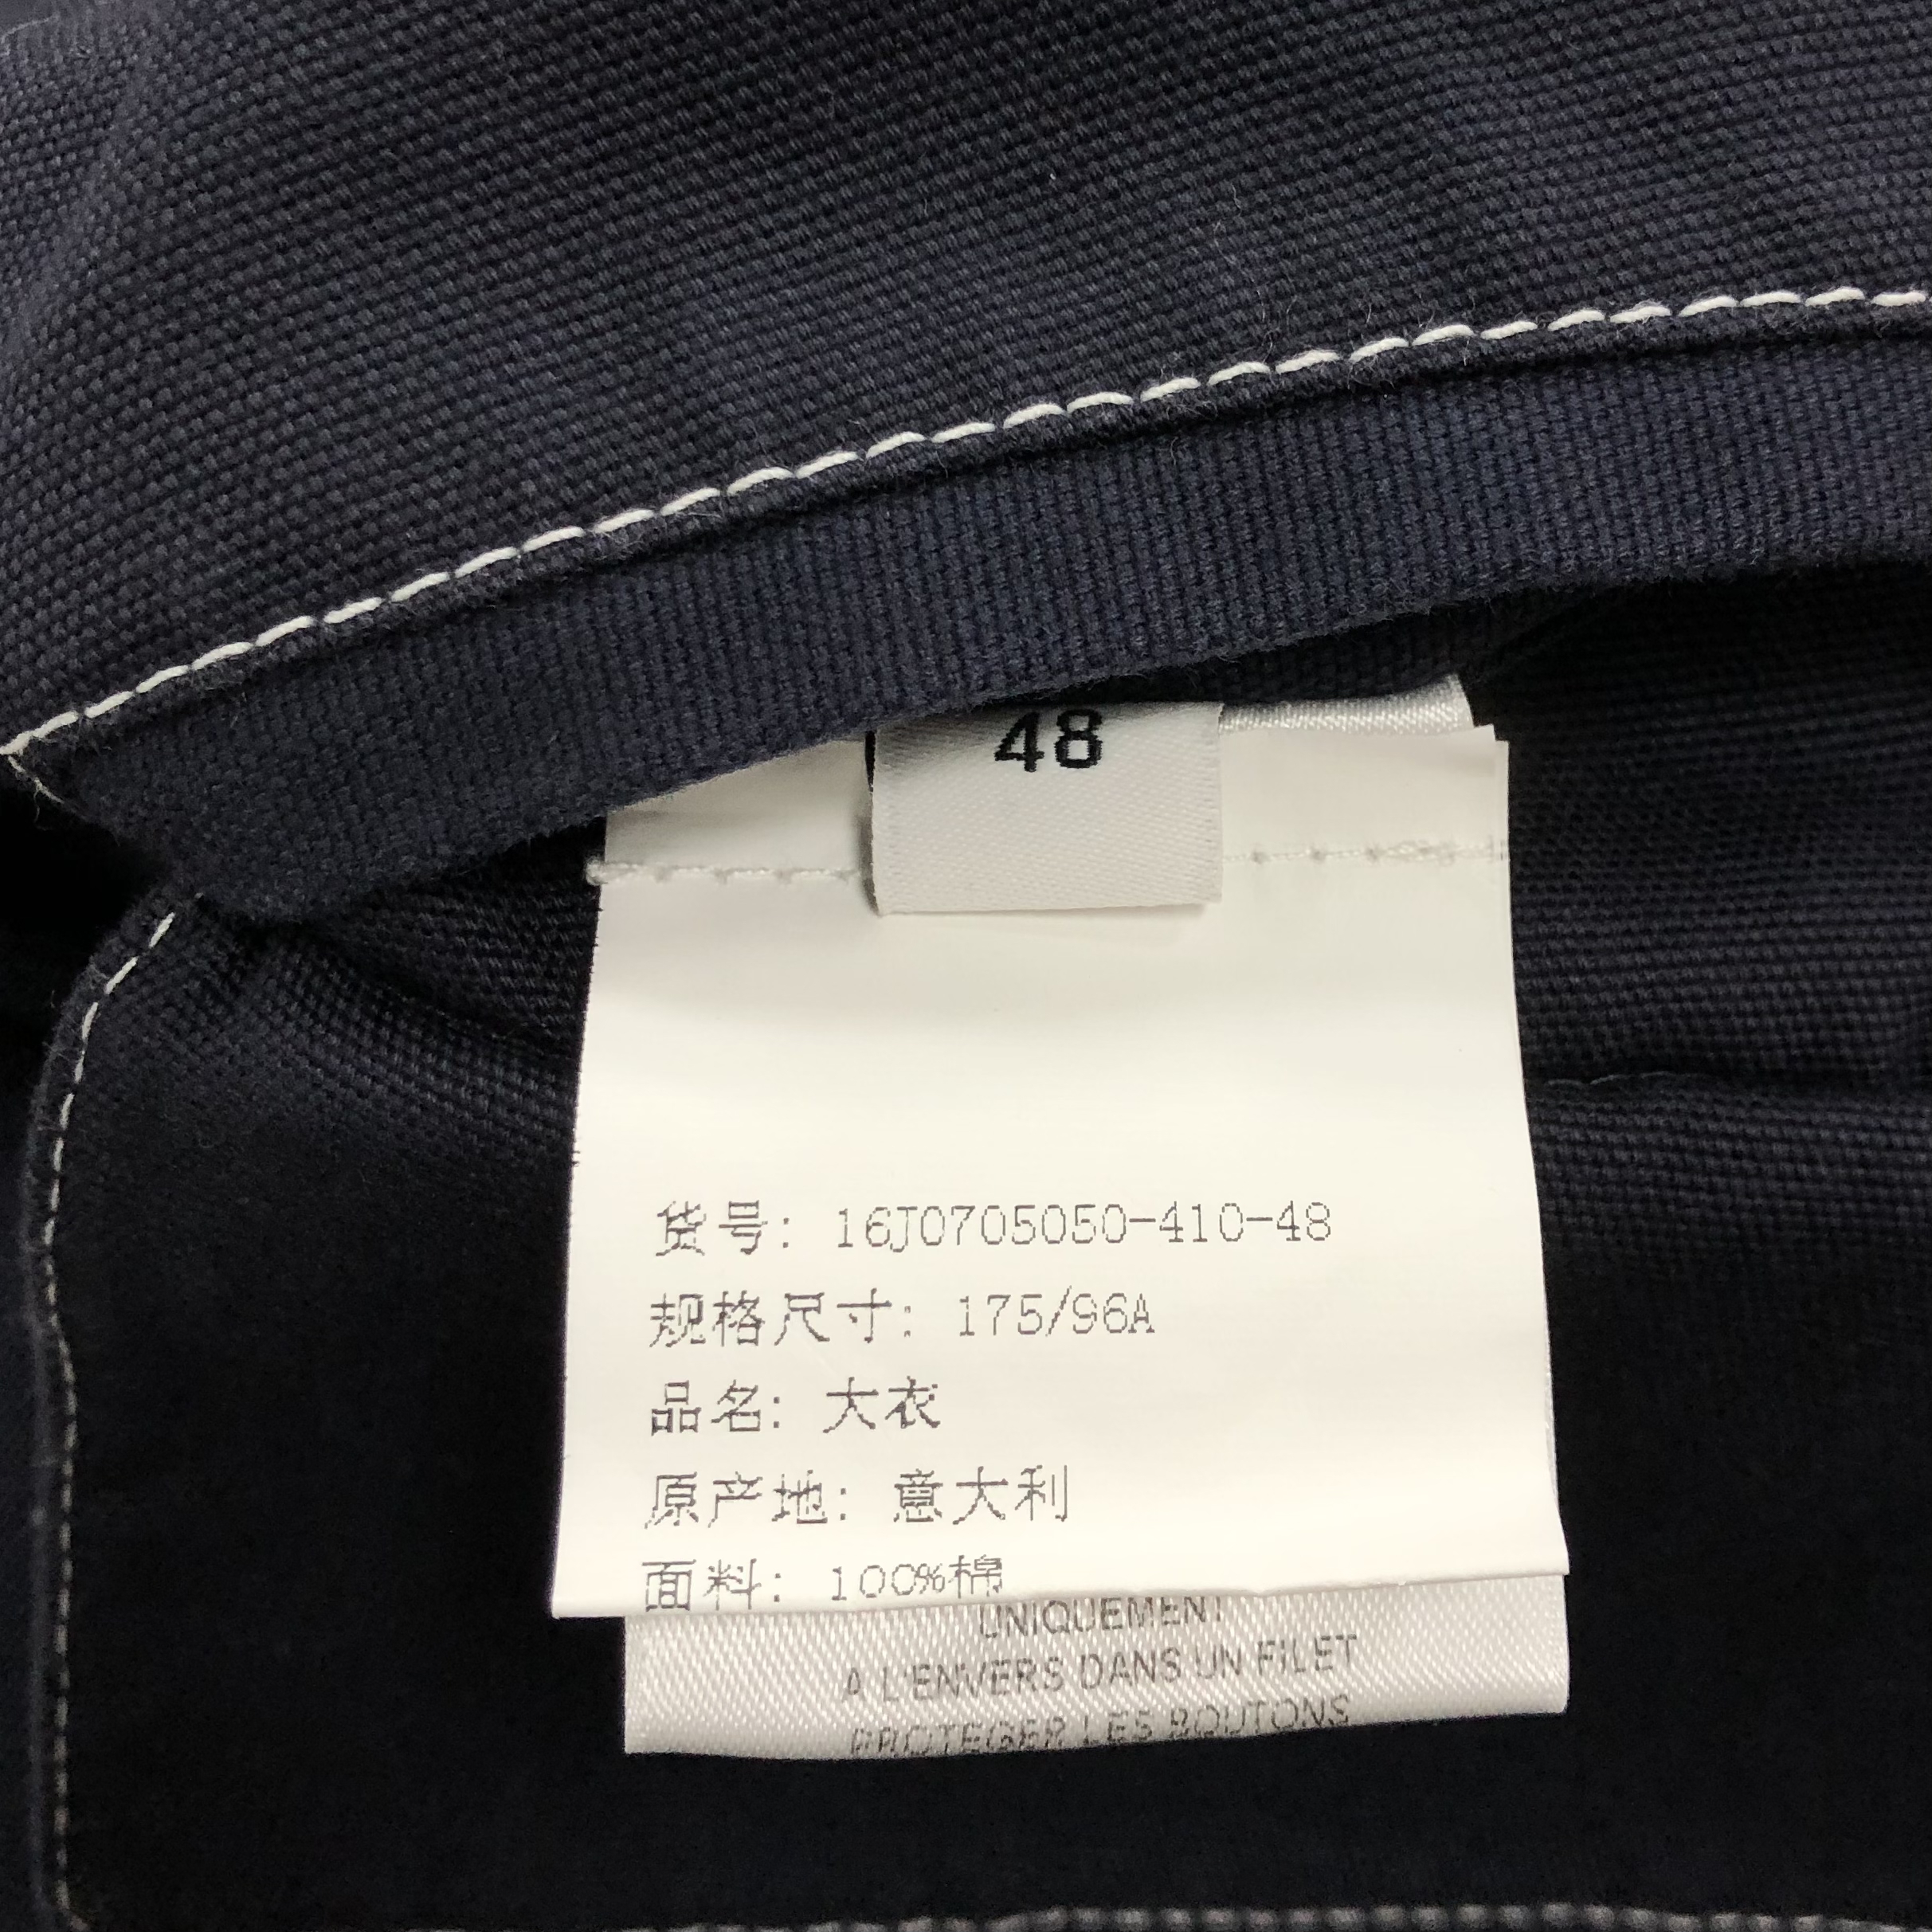 48
货号: 16J0705050-410-48
规格尺寸: 175/96A
品名: 大衣
原产地: 意大利
面料: 100%棉
UNIQUEMENT
A L'ENVERS DANS UN FILET
PROTEGER LES BOUTONS